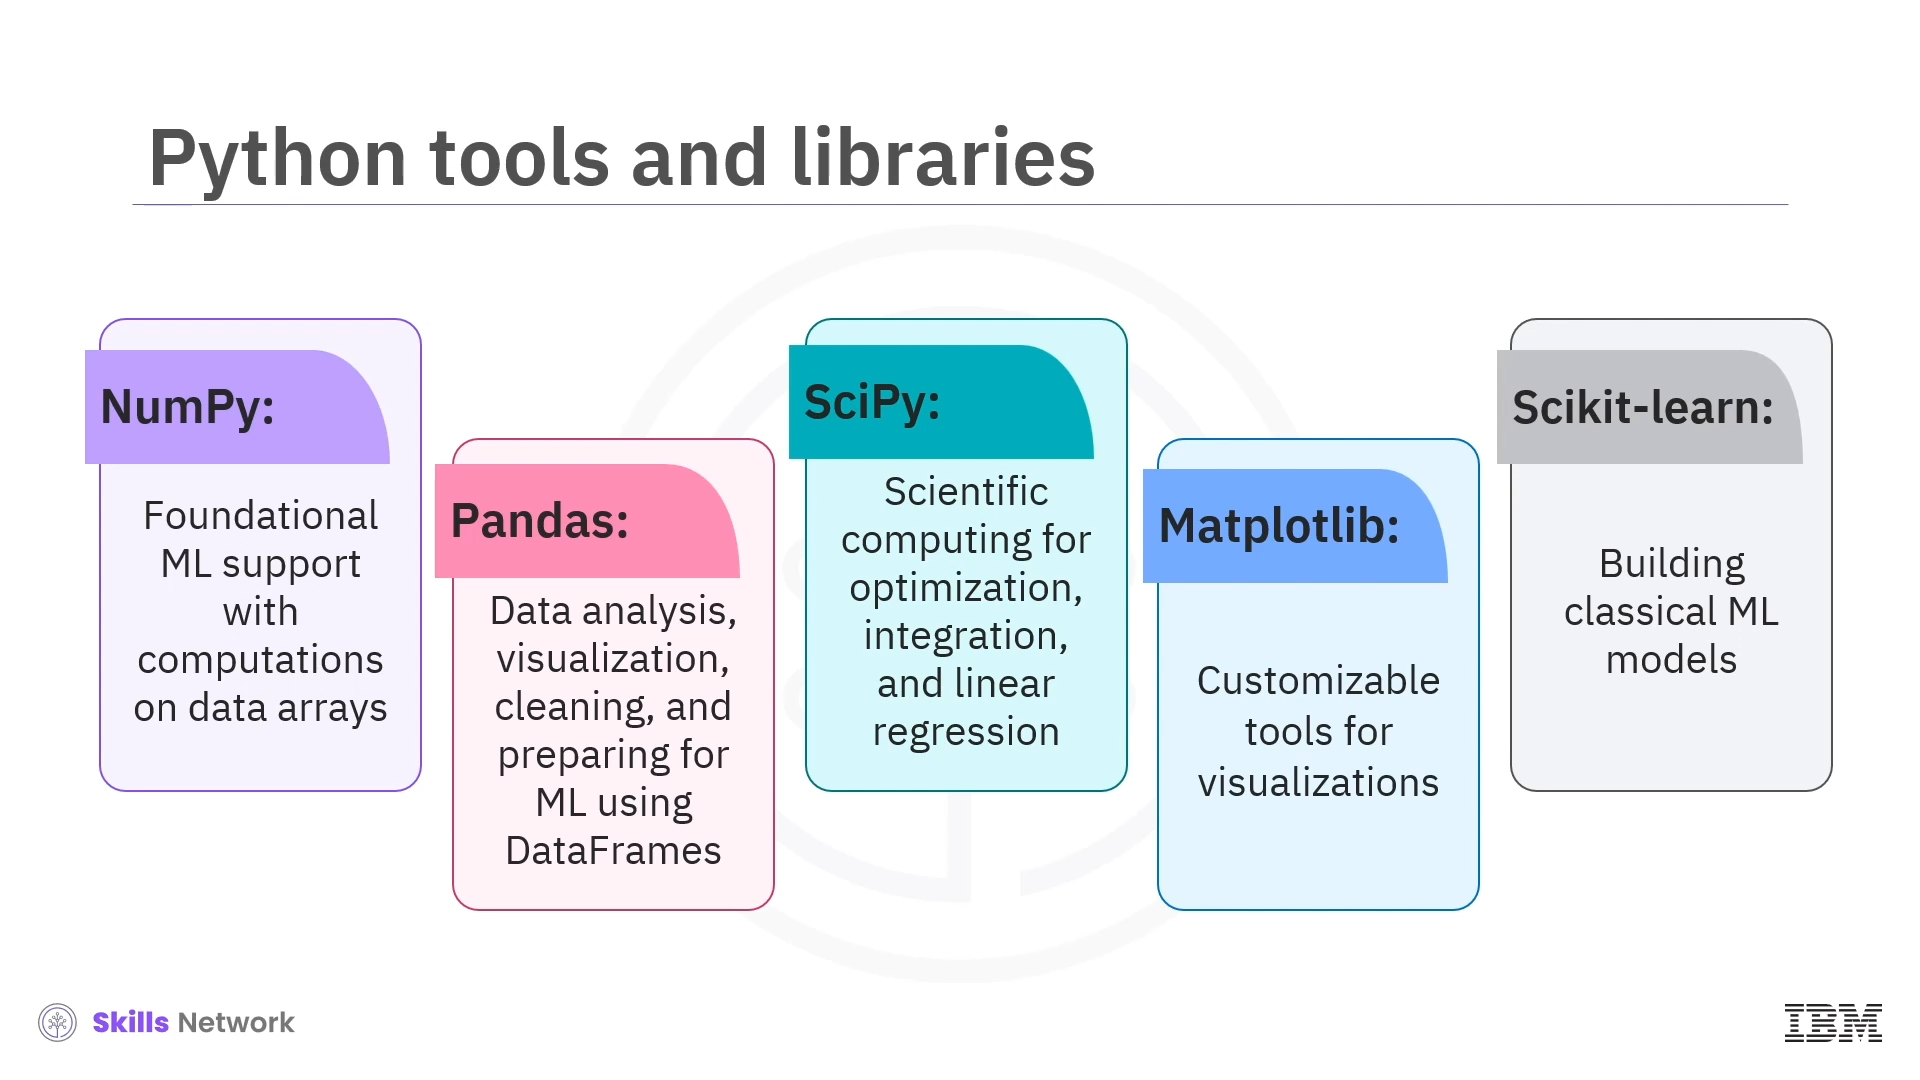 Python tools and libraries
NumPy:
Foundational
ML support
with
computations
on data arrays
Pandas:
Data analysis,
visualization,
cleaning, and
preparing for
ML using
DataFrames
SciPy:
Scientific
computing for
optimization,
integration,
and linear
regression
Matplotlib:
Customizable
tools for
visualizations
Scikit-learn:
Building
classical ML
models
Skills Network
IBM